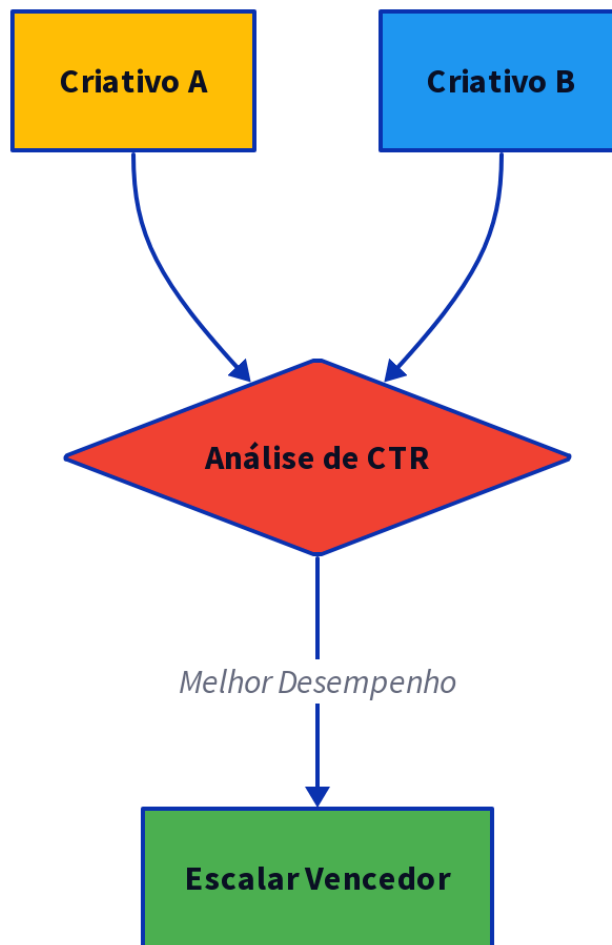 Criativo A
Criativo B
Análise de CTR
Melhor Desempenho
Escalar Vencedor